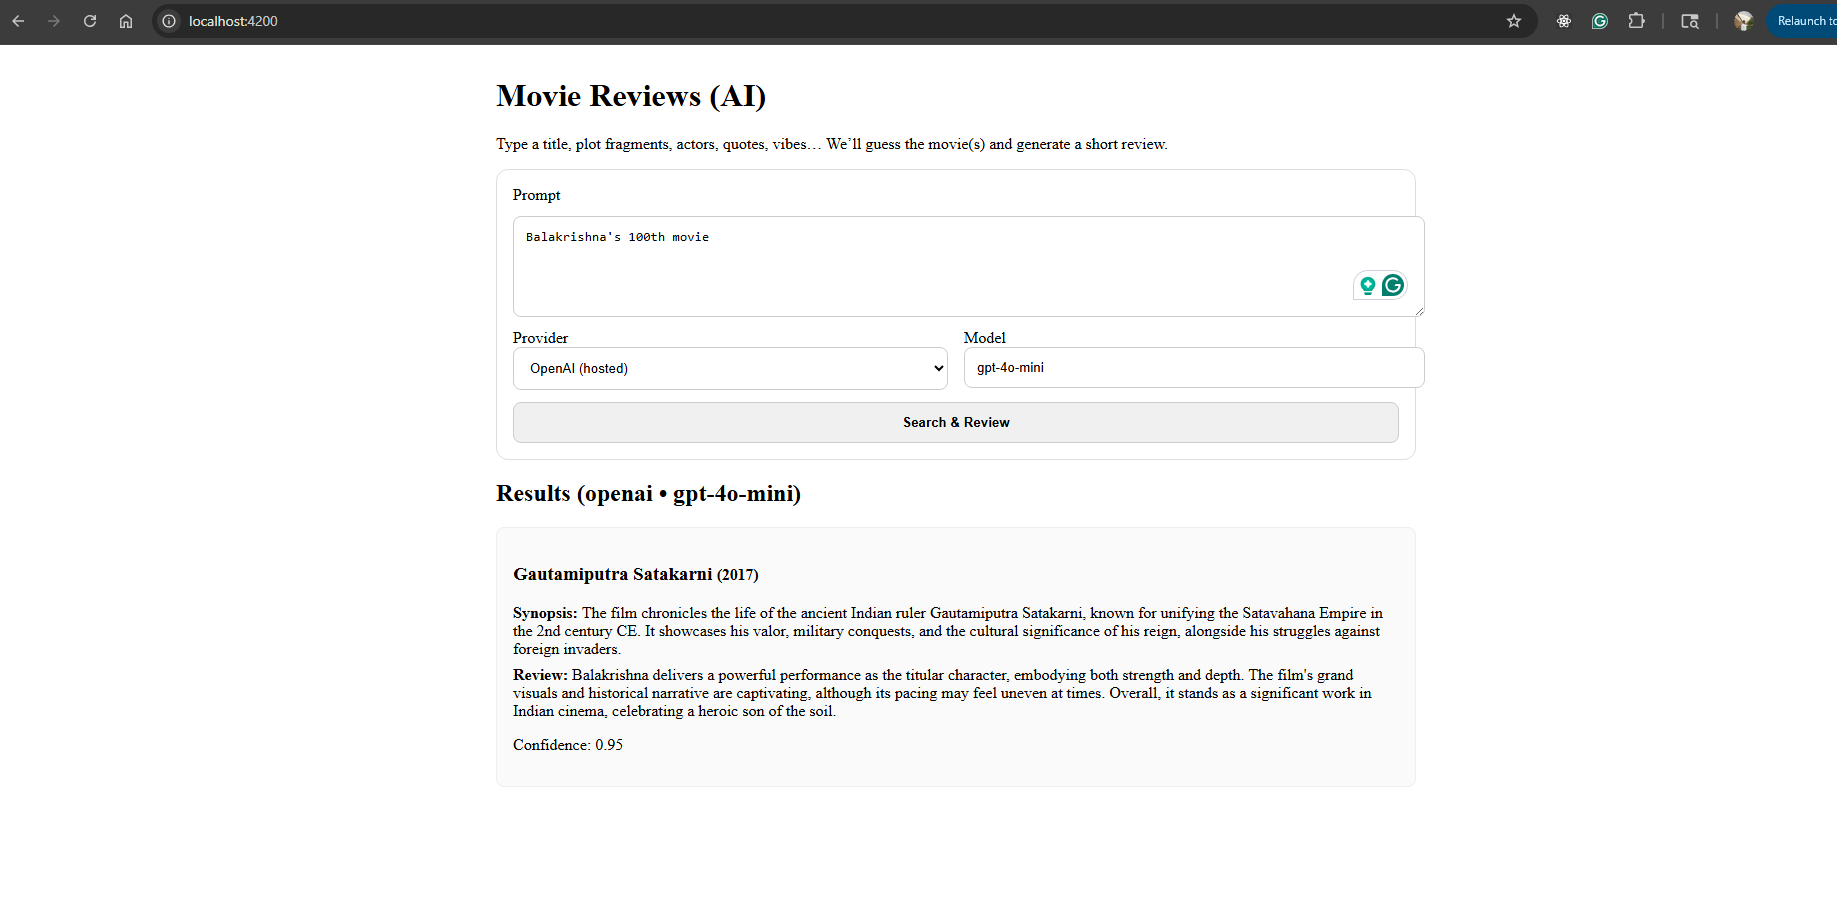 localhost:4200
Relaunch to
Movie Reviews (AI)
Type a title, plot fragments, actors, quotes, vibes… We’ll guess the movie(s) and generate a short review.
Prompt
Balakrishna's 100th movie
Provider
Model
OpenAI (hosted)
gpt-4o-mini
Search & Review
Results (openai • gpt-4o-mini)
Gautamiputra Satakarni (2017)
Synopsis: The film chronicles the life of the ancient Indian ruler Gautamiputra Satakarni, known for unifying the Satavahana Empire in
the 2nd century CE. It showcases his valor, military conquests, and the cultural significance of his reign, alongside his struggles against
foreign invaders.
Review: Balakrishna delivers a powerful performance as the titular character, embodying both strength and depth. The film's grand
visuals and historical narrative are captivating, although its pacing may feel uneven at times. Overall, it stands as a significant work in
Indian cinema, celebrating a heroic son of the soil.
Confidence: 0.95